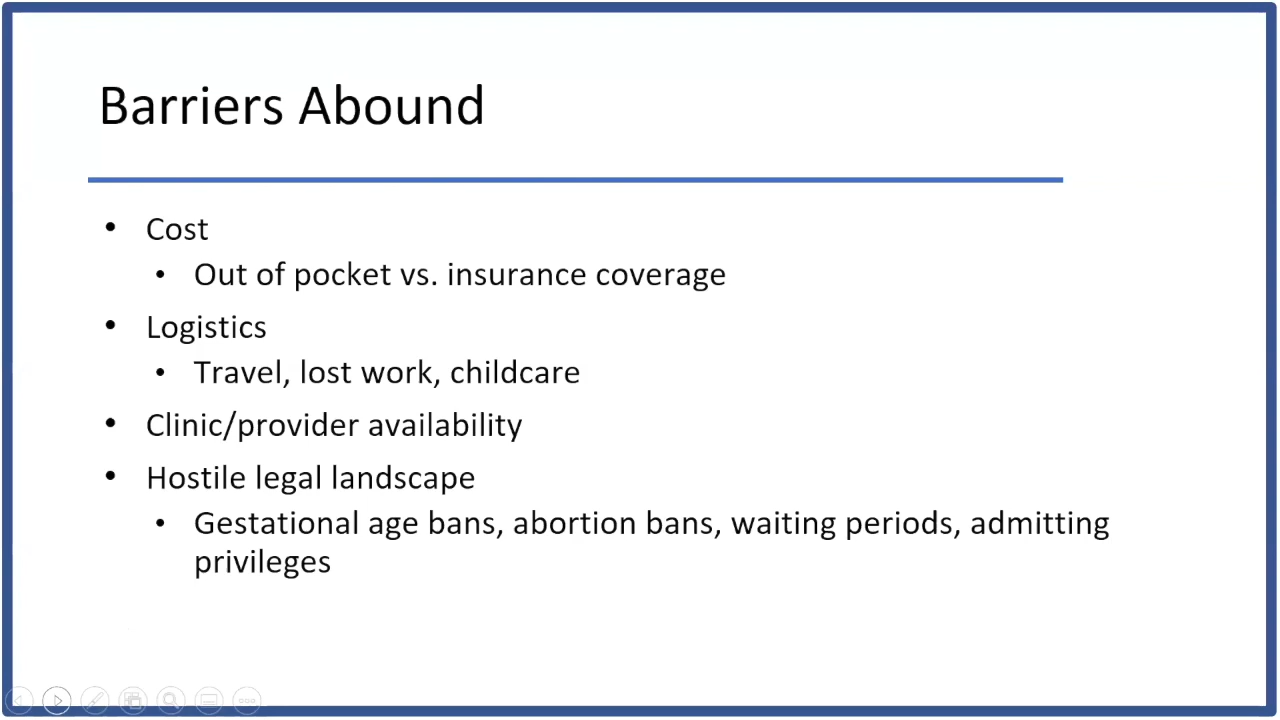 Barriers Abound
• Cost
• Out of pocket vs. insurance coverage
• Logistics
• Travel, lost work, childcare
• Clinic/provider availability
• Hostile legal landscape
• Gestational age bans, abortion bans, waiting periods, admitting
privileges